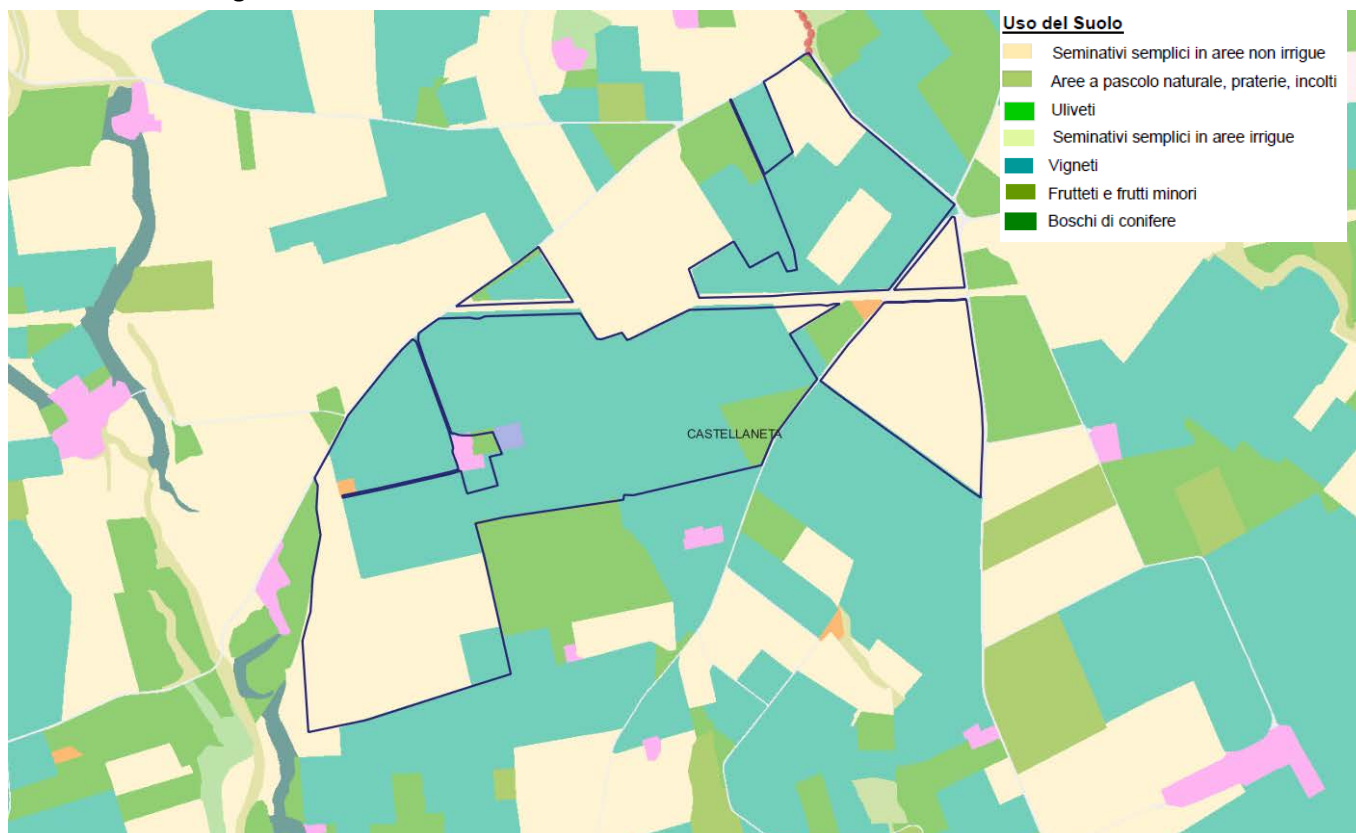 Uso del Suolo
Seminativi semplici in aree non irrigue
Aree a pascolo naturale, praterie, incolti
Uliveti
Seminativi semplici in aree irrigue
Vigneti
Frutteti e frutti minori
Boschi di conifere
CASTELLANETA